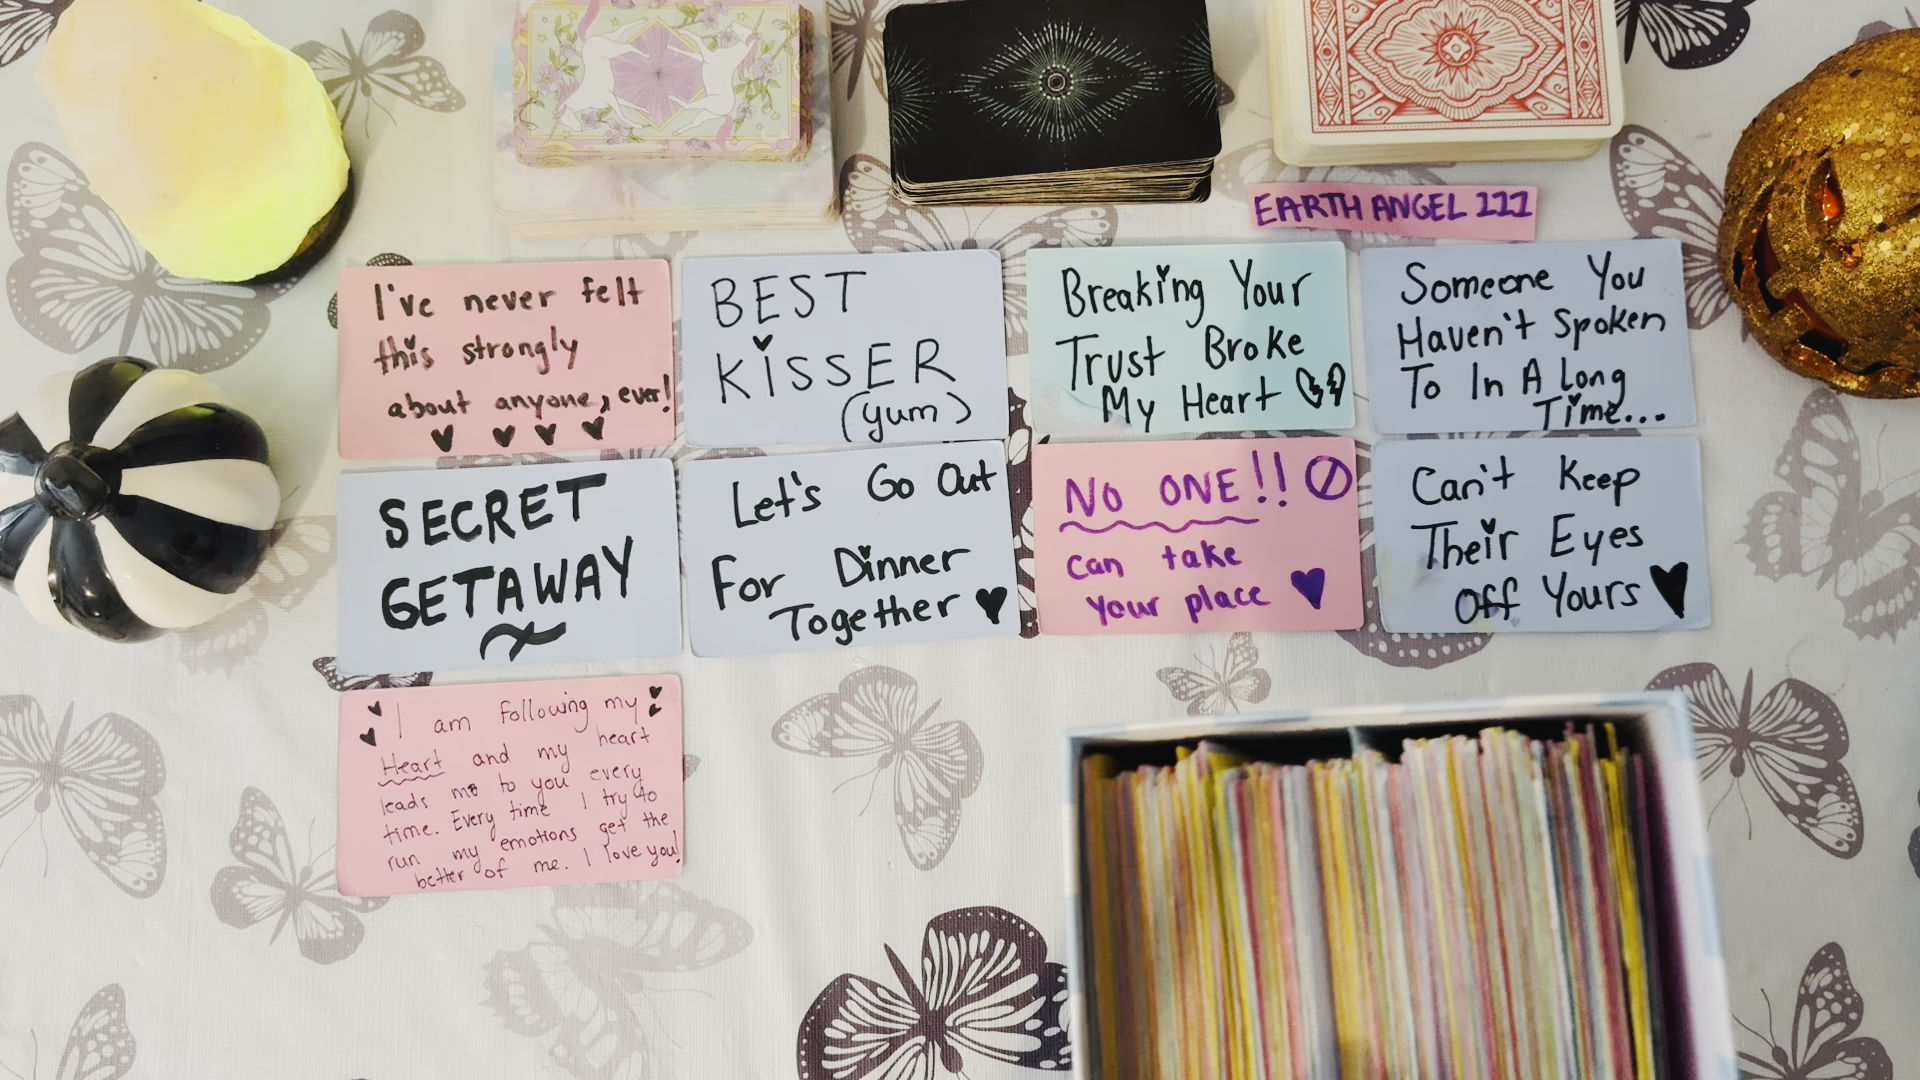 EARTH ANGEL 111
I've never felt
this strongly
about anyone, ever!
BEST
KISSER
(yum)
Breaking Your
Trust Broke
My Heart
Someone You
Haven't Spoken
To In A Long
Time...
SECRET
GETAWAY
Let's Go Out
For Dinner
Together
NO ONE!!
can take
your place
Can't Keep
Their Eyes
Off Yours
I am following my
Heart and my heart
leads me to you every
time. Every time I try to
run my emotions get the
better of me. I love you!